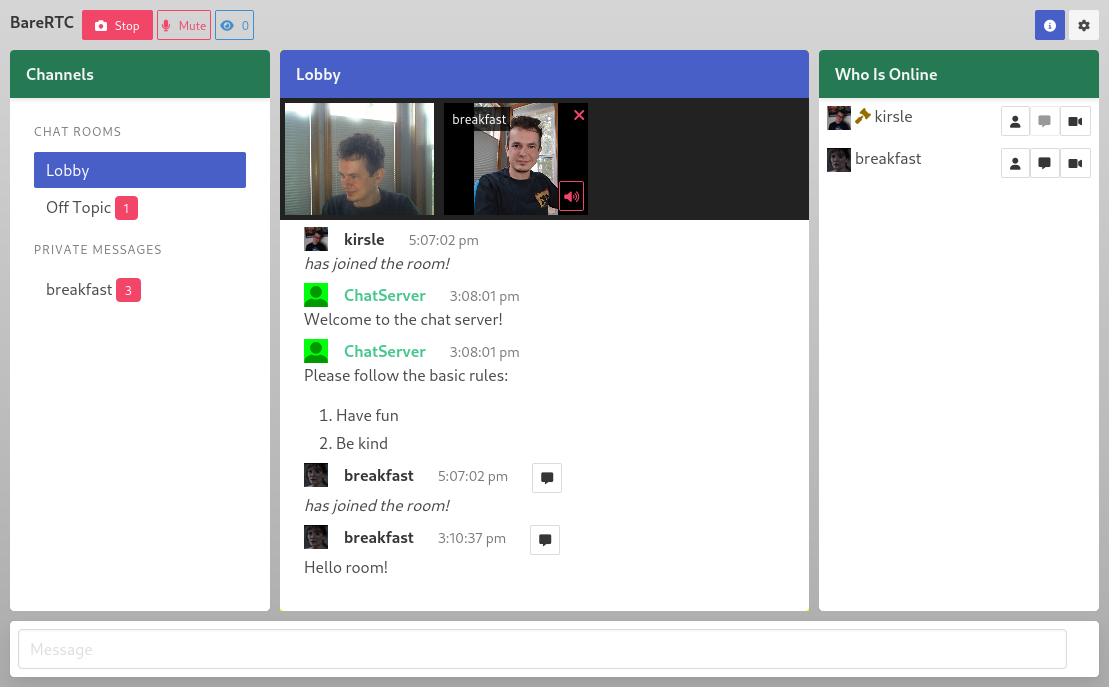 BareRTC
Stop
Mute
0
Channels
CHAT ROOMS
Lobby
Off Topic 1
PRIVATE MESSAGES
breakfast 3
Lobby
breakfast
kirsle 5:07:02 pm
has joined the room!
ChatServer 3:08:01 pm
Welcome to the chat server!
ChatServer 3:08:01 pm
Please follow the basic rules:
1. Have fun
2. Be kind
breakfast 5:07:02 pm
has joined the room!
breakfast 3:10:37 pm
Hello room!
Who Is Online
kirsle
breakfast
Message